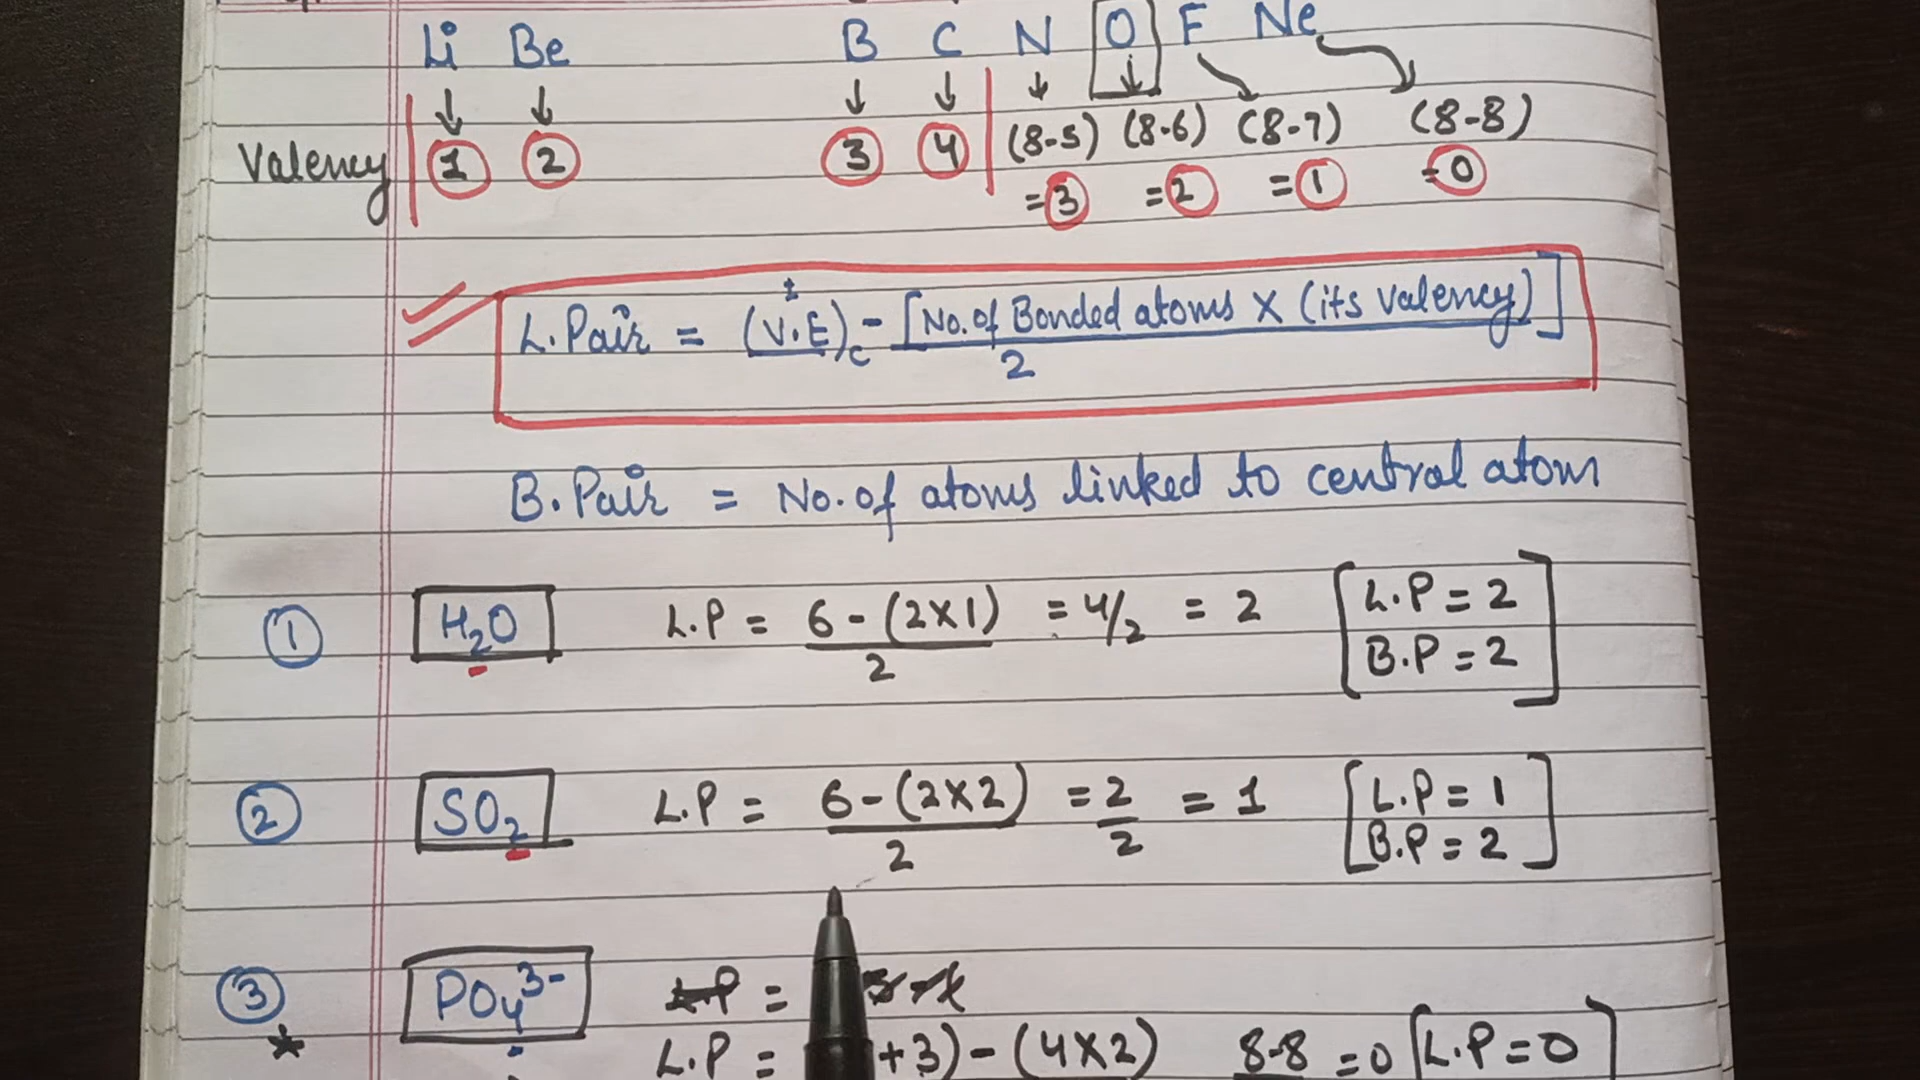 Li Be B C N O F Ne
(8-5) (8-6) (8-7) (8-8)
Valency 1 2 3 4 =3 =2 =1 =0
L.Pair = (V.E)c - [No.of Bonded atoms X (its valency)]
2
B.Pair = No.of atoms linked to central atom
1 H₂O L.P = 6-(2X1) = 4/2 = 2 [L.P = 2
2 B.P = 2]
2 SO₂ L.P = 6-(2X2) = 2 = 1 [L.P = 1
2 2 B.P = 2]
3 PO₄³⁻ L.P =
* L.P = +3) - (4X2) 8-8 = 0 [L.P = 0]